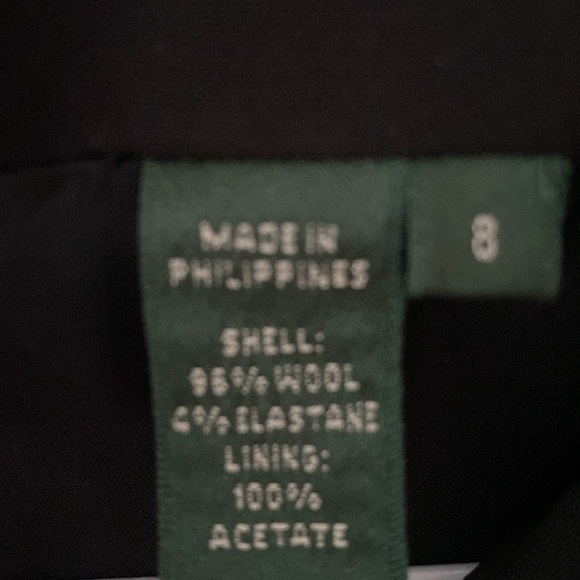 MADE IN
PHILIPPINES
8
SHELL:
96% WOOL
4% ELASTANE
LINING:
100%
ACETATE